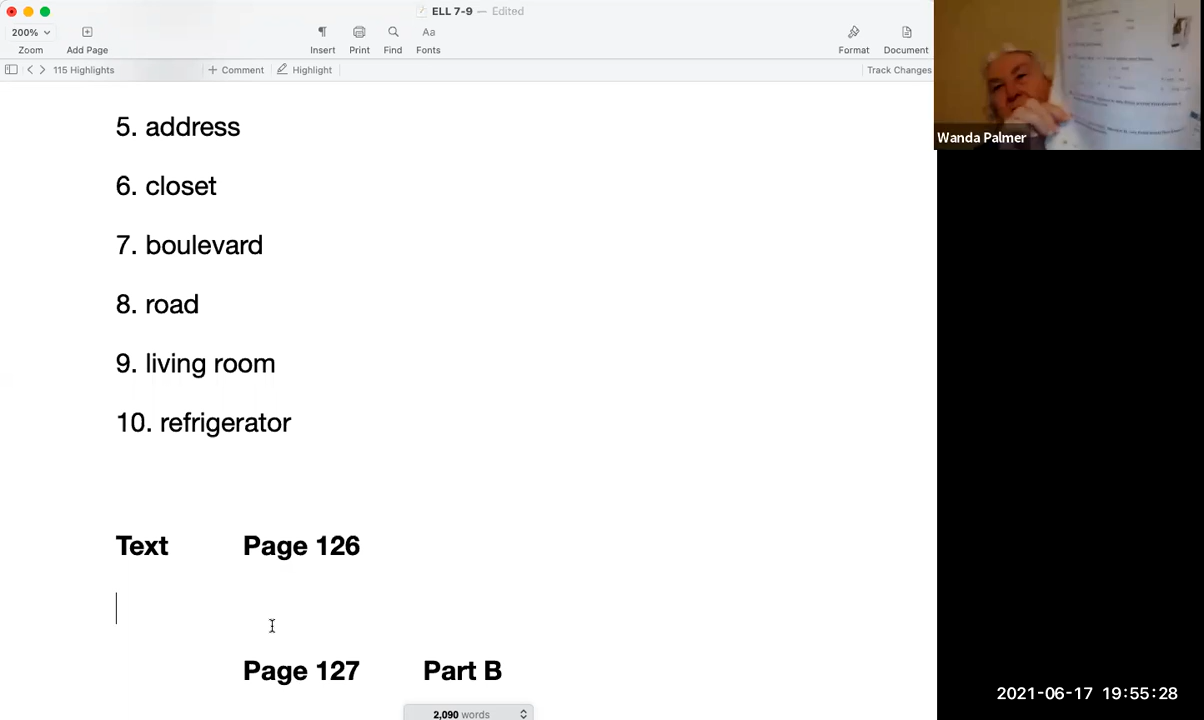 ELL 7-9 — Edited
200%
Zoom
Add Page
Insert
Print
Find
Fonts
Format
Document
115 Highlights
+ Comment
Highlight
Track Changes
5. address
6. closet
7. boulevard
8. road
9. living room
10. refrigerator
Text Page 126
Page 127 Part B
2,090 words
Wanda Palmer
2021-06-17 19:55:28